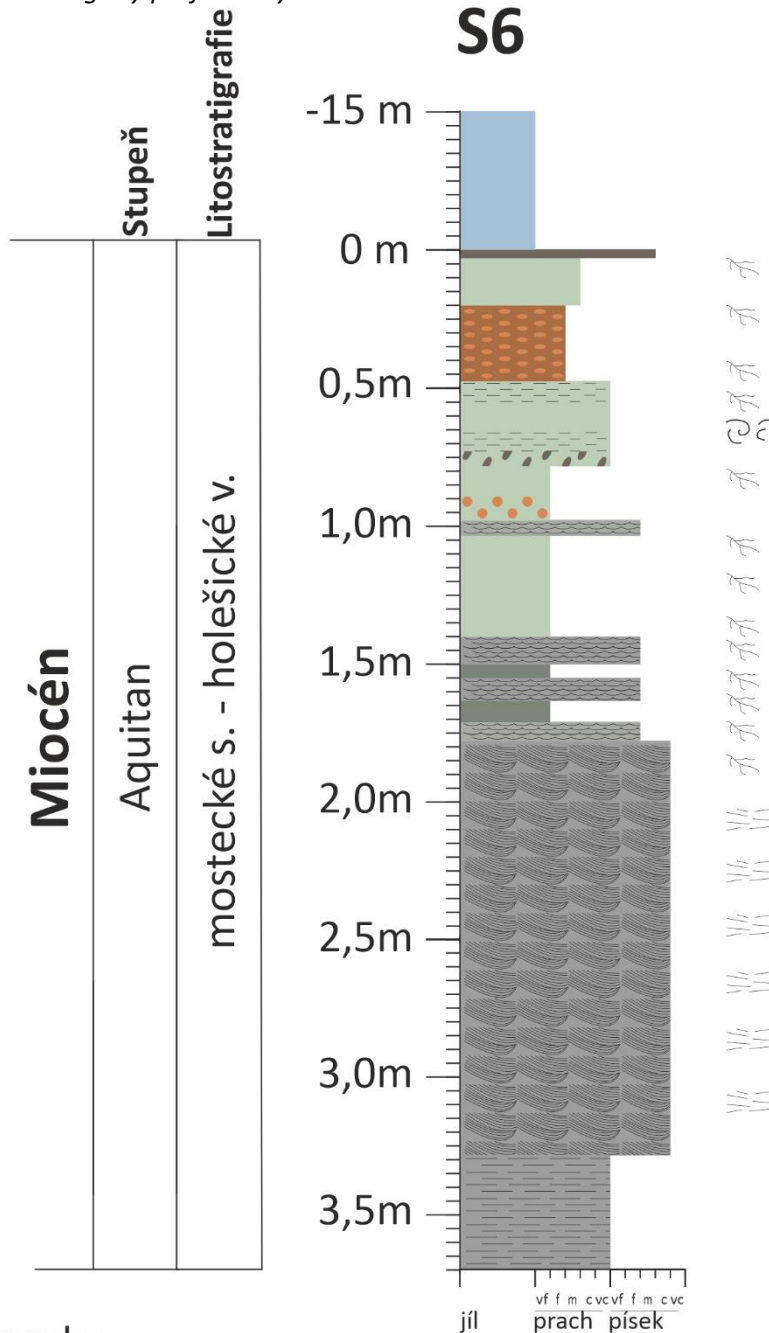 S6
Stupeň
Litostratigrafie
Miocén
Aquitan
mostecké s. - holešické v.
-15 m
0 m
0,5m
1,0m
1,5m
2,0m
2,5m
3,0m
3,5m
vf f m c vc vf f m c vc
jíl prach písek